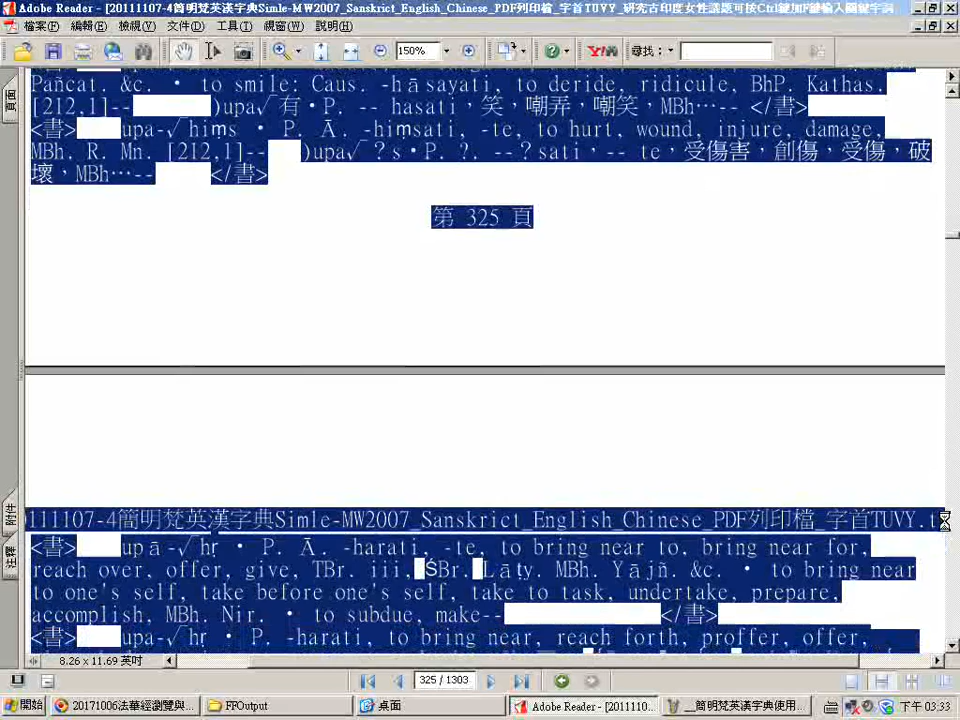 Adobe Reader - [20111107-4簡明梵英漢字典Simle-MW2007_Sanskrict_English_Chinese_PDF列印檔_字首TUVY_研究古印度女性議題可按Ctrl鍵加F鍵輸入關鍵字詞
檔案(F) 編輯(E) 檢視(V) 文件(D) 工具(T) 視窗(W) 說明(H)
150% Y! 尋找：
頁面
Pañcat. &c. • to smile: Caus. -hāsayati, to deride, ridicule, BhP. Kathas.
[212,1]-- )upa√有•P. -- hasati，笑，嘲弄，嘲笑，MBh…-- </書>
<書> upa-√hiṃs • P. Ā. -hiṃsati, -te, to hurt, wound, injure, damage,
MBh. R. Mn. [212,1]-- )upa√？s•P. ?. --？sati，-- te，受傷害，創傷，受傷，破
壞，MBh…-- </書>
第 325 頁
附件
注釋
111107-4簡明梵英漢字典Simle-MW2007_Sanskrict_English_Chinese_PDF列印檔_字首TUVY.t
<書> upā-√hṛ • P. Ā. -harati, -te, to bring near to, bring near for,
reach over, offer, give, TBr. iii, ŚBr. Lāṭy. MBh. Yājñ. &c. • to bring near
to one's self, take before one's self, take to task, undertake, prepare,
accomplish, MBh. Nir. • to subdue, make-- </書>
<書> upa-√hṛ • P. -harati, to bring near, reach forth, proffer, offer,
8.26 x 11.69 英吋
325 / 1303
開始 20171006法華經瀏覽與... FFOutput 桌面 Adobe Reader - [2011110... __簡明梵英字典使用... 下午 03:33